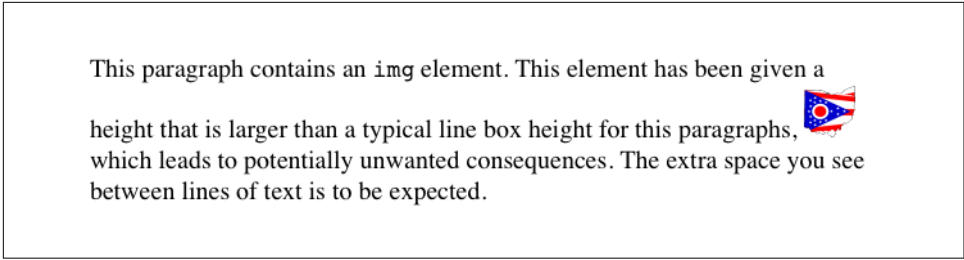 This paragraph contains an img element. This element has been given a
height that is larger than a typical line box height for this paragraphs,
which leads to potentially unwanted consequences. The extra space you see
between lines of text is to be expected.